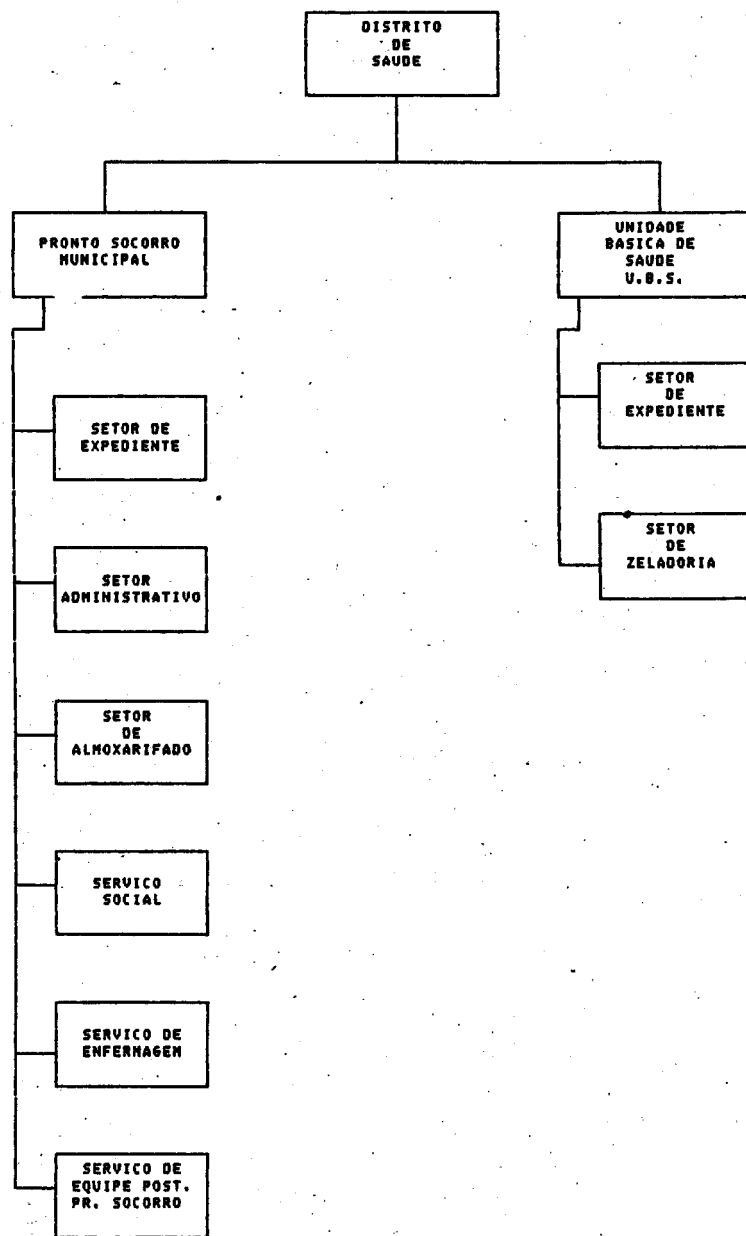 DISTRITO
DE
SAUDE
PRONTO SOCORRO
MUNICIPAL
UNIDADE
BASICA DE
SAUDE
U.B.S.
SETOR DE
EXPEDIENTE
SETOR
ADMINISTRATIVO
SETOR
DE
ALMOXARIFADO
SERVICO
SOCIAL
SERVICO DE
ENFERMAGEM
SERVICO DE
EQUIPE POST.
PR. SOCORRO
SETOR
DE
EXPEDIENTE
SETOR
DE
ZELADORIA